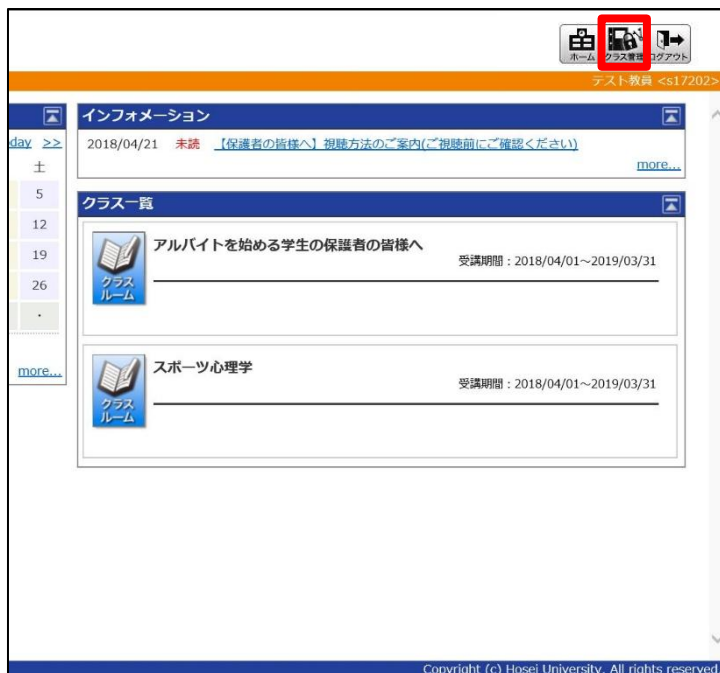 ホーム クラス管理 ログアウト
テスト教員 <s17202>
day >>
土
5
12
19
26
・
more...
インフォメーション
2018/04/21 未読 【保護者の皆様へ】視聴方法のご案内(ご視聴前にご確認ください)
more...
クラス一覧
クラス
ルーム
アルバイトを始める学生の保護者の皆様へ
受講期間：2018/04/01～2019/03/31
クラス
ルーム
スポーツ心理学
受講期間：2018/04/01～2019/03/31
Copyright (c) Hosei University. All rights reserved